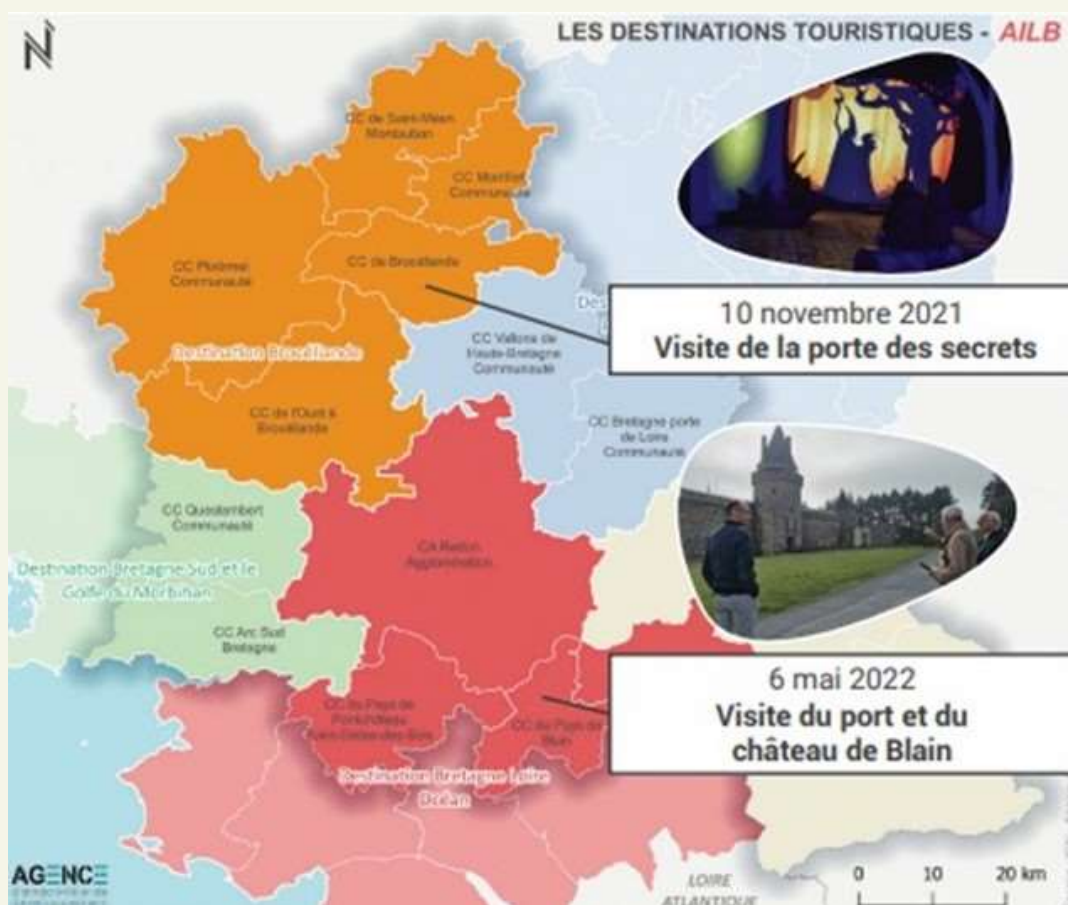 N
LES DESTINATIONS TOURISTIQUES - AILB
CC de Saint-Méen
Montauban
CC Montfort
Communauté
CC Ploërmel
Communauté
CC de Brocéliande
Des
10 novembre 2021
Visite de la porte des secrets
CC Vallons de
Haute-Bretagne
Communauté
Destination Brocéliande
CC de l'Oust à
Brocéliande
CC Bretagne porte
de Loire
Communauté
CC Questembert
Communauté
CA Redon
Agglomération
Destination Bretagne Sud et le
Golfe du Morbihan
CC Arc Sud
Bretagne
6 mai 2022
Visite du port et du
château de Blain
CC du Pays de
Pontchâteau
Saint-Gildas-des-Bois
CC du Pays de
Blain
Destination Bretagne Loire
Océan
AGENCE
LOIRE
ATLANTIQUE
0 10 20 km